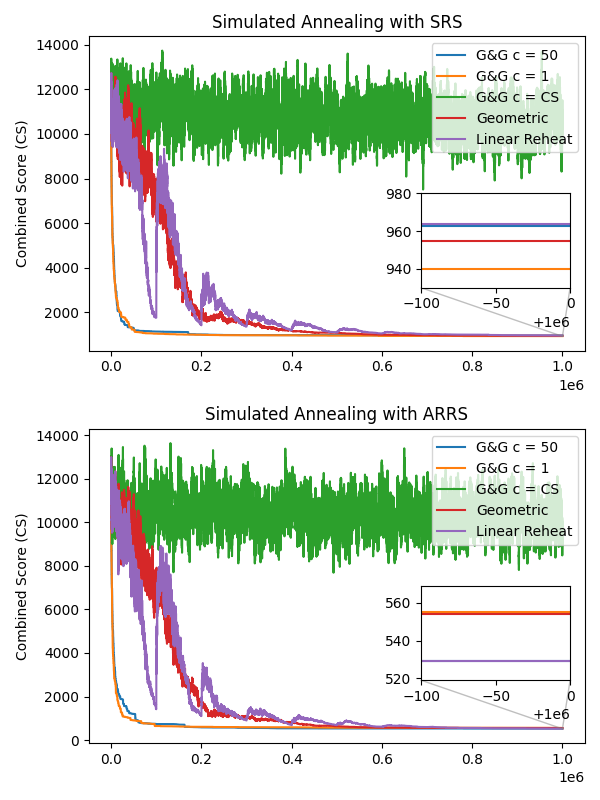 Simulated Annealing with SRS
14000
12000
10000
8000
6000
4000
2000
Combined Score (CS)
G&G c = 50
G&G c = 1
G&G c = CS
Geometric
Linear Reheat
980
960
940
−100 −50 0
+1e6
0.0 0.2 0.4 0.6 0.8 1.0
1e6
Simulated Annealing with ARRS
14000
12000
10000
8000
6000
4000
2000
0
Combined Score (CS)
G&G c = 50
G&G c = 1
G&G c = CS
Geometric
Linear Reheat
560
540
520
−100 −50 0
+1e6
0.0 0.2 0.4 0.6 0.8 1.0
1e6